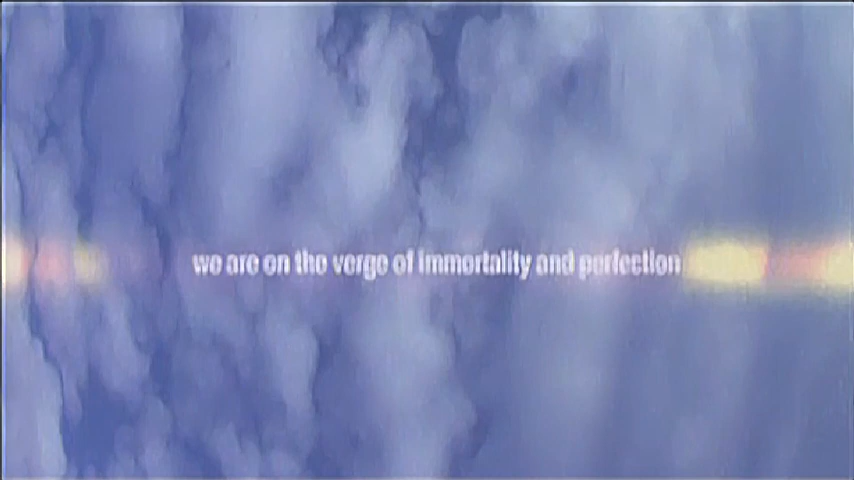 we are on the verge of immortality and perfection